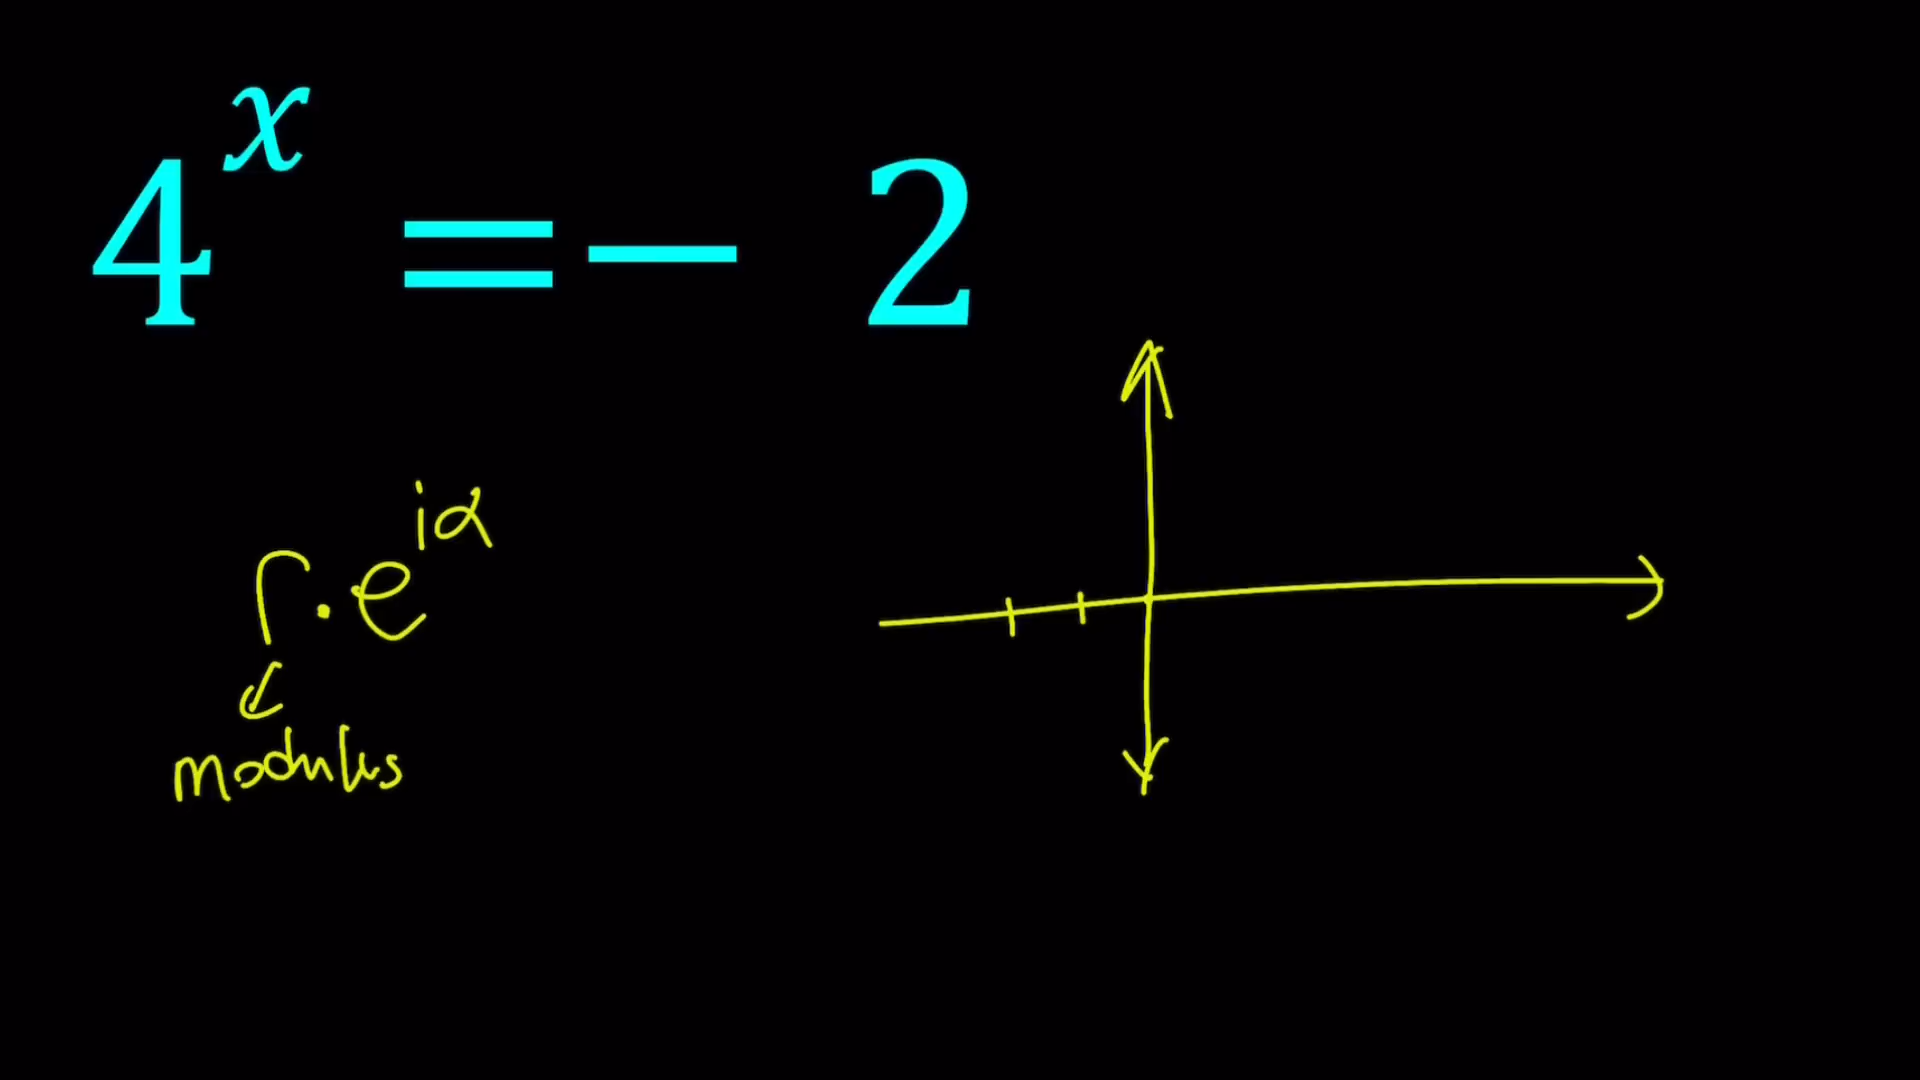 4^x = − 2
r · e^{iα}
modulus